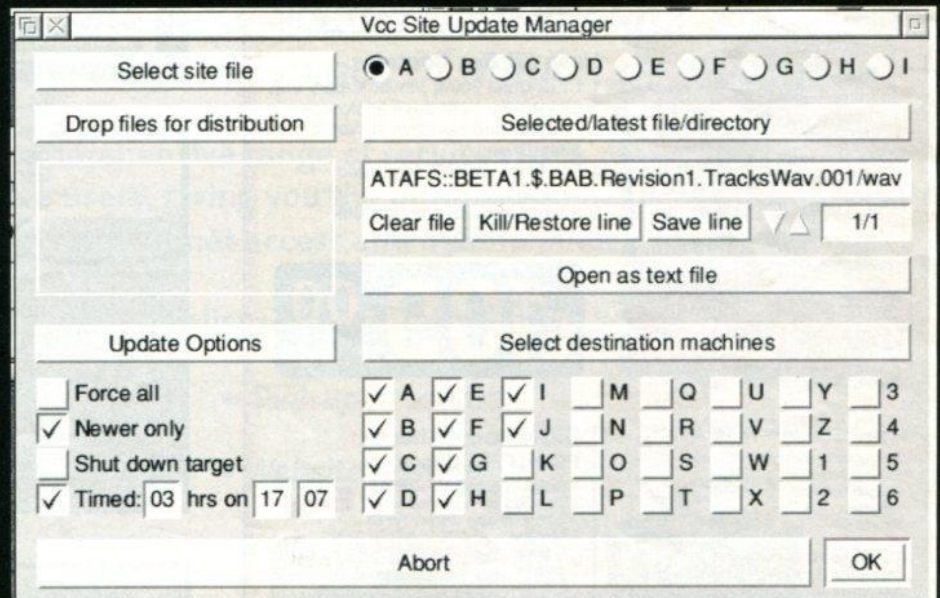 Vcc Site Update Manager
Select site file
A B C D E F G H I
Drop files for distribution
Selected/latest file/directory
ATAFS::BETA1.$.BAB.Revision1.TracksWav.001/wav
Clear file Kill/Restore line Save line 1/1
Open as text file
Update Options
Select destination machines
Force all
Newer only
Shut down target
Timed: 03 hrs on 17 07
A E I M Q U Y 3
B F J N R V Z 4
C G K O S W 1 5
D H L P T X 2 6
Abort
OK